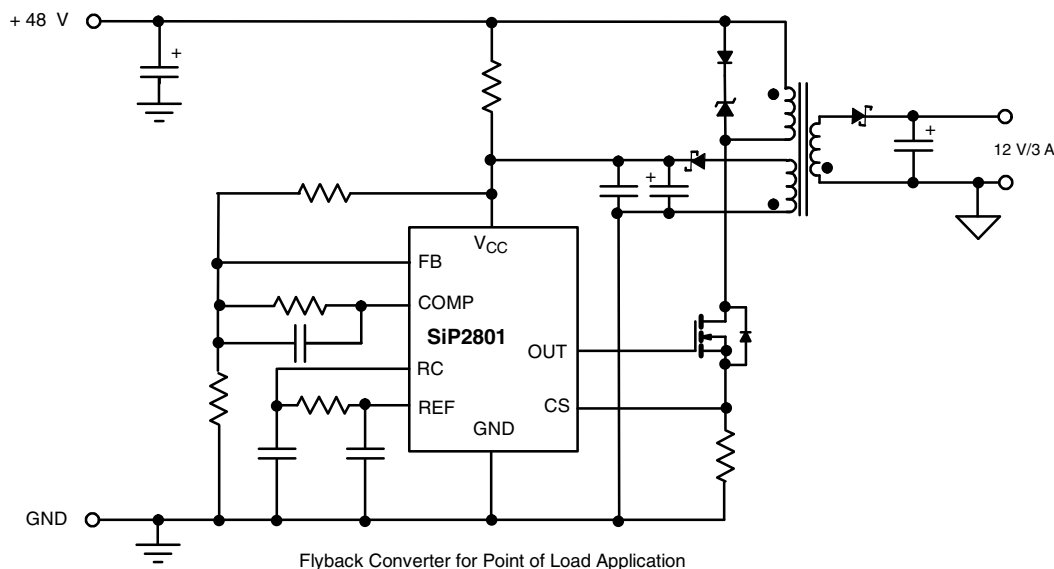 + 48 V
+
+
12 V/3 A
+
VCC
FB
COMP
SiP2801
OUT
RC
REF
CS
GND
GND
Flyback Converter for Point of Load Application